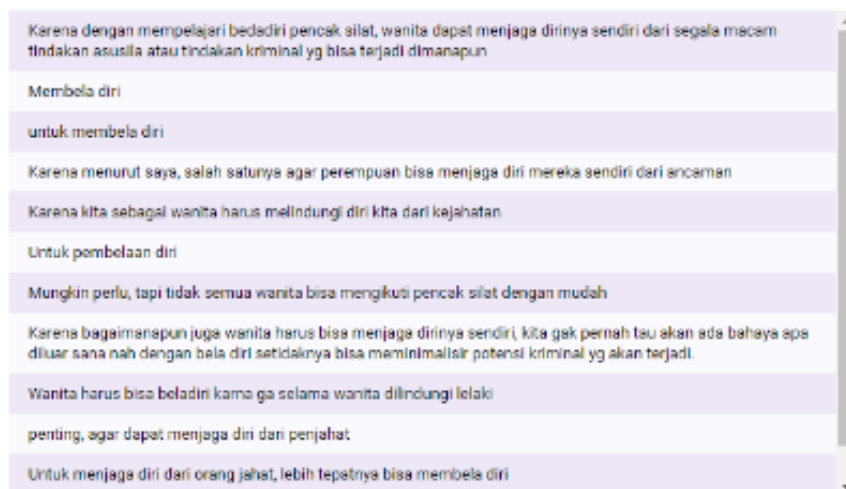 Karena dengan mempelajari bedadiri pencak silat, wanita dapat menjaga dirinya sendiri dari segala macam
tindakan asusila atau tindakan kriminal yg bisa terjadi dimanapun
Membela diri
untuk membela diri
Karena menurut saya, salah satunya agar perempuan bisa menjaga diri mereka sendiri dari ancaman
Karena kita sebagai wanita harus melindungi diri kita dari kejahatan
Untuk pembelaan diri
Mungkin perlu, tapi tidak semua wanita bisa mengikuti pencak silat dengan mudah
Karena bagaimanapun juga wanita harus bisa menjaga dirinya sendiri, kita gak pernah tau akan ada bahaya apa
diluar sana nah dengan bela diri setidaknya bisa meminimalisir potensi kriminal yg akan terjadi.
Wanita harus bisa beladiri karna ga selama wanita dilindungi lelaki
penting, agar dapat menjaga diri dari penjahat
Untuk menjaga diri dari orang jahat, lebih tepatnya bisa membela diri